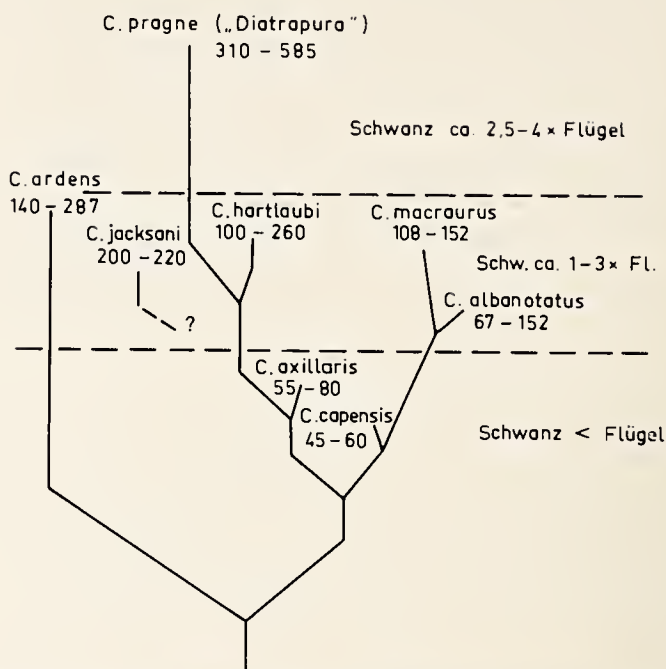 C. progne („Diatropura")
310 – 585
Schwanz ca. 2,5–4 × Flügel
C. ardens
140 – 287
C. jacksoni
200 – 220
C. hartlaubi
100 – 260
C. macraurus
108 – 152
Schw. ca. 1–3× Fl.
C. albanotatus
67 – 152
?
C. axillaris
55 – 80
C. capensis
45 – 60
Schwanz < Flügel